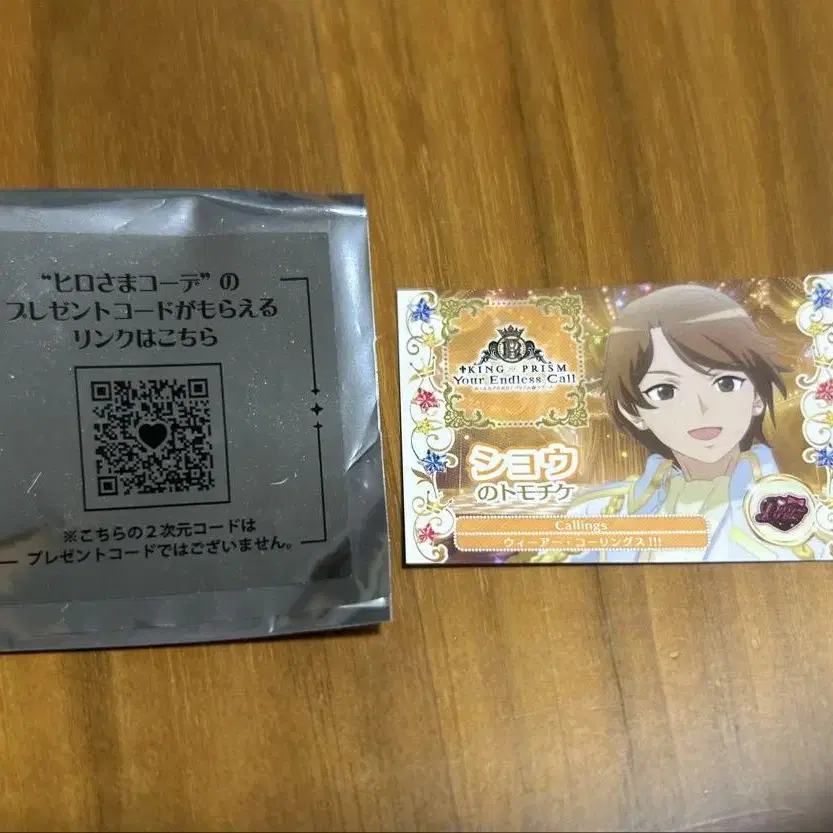 “ヒロさまコーデ”の
プレゼントコードがもらえる
リンクはこちら
※こちらの2次元コードは
プレゼントコードではございません。
KING OF PRISM
Your Endless Call
ショウ
のトモチケ
Callings
ウィーアー・コーリングス!!!